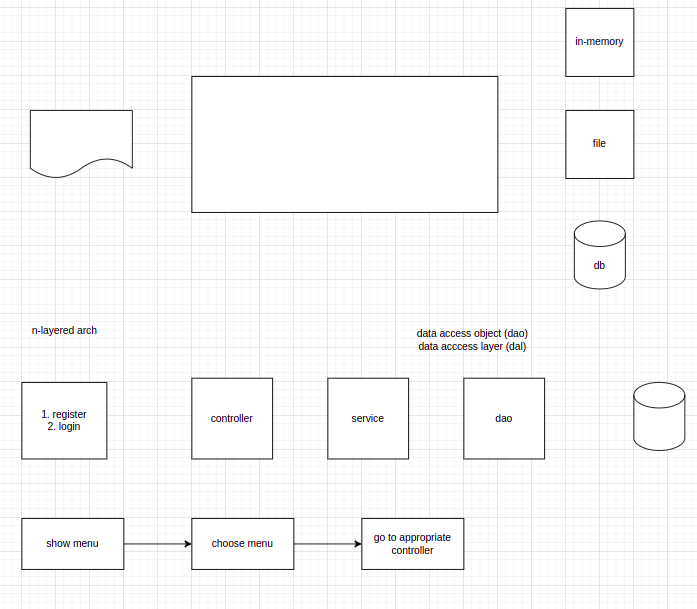 in-memory
file
db
n-layered arch
data access object (dao)
data acccess layer (dal)
1. register
2. login
controller
service
dao
show menu
choose menu
go to appropriate
controller